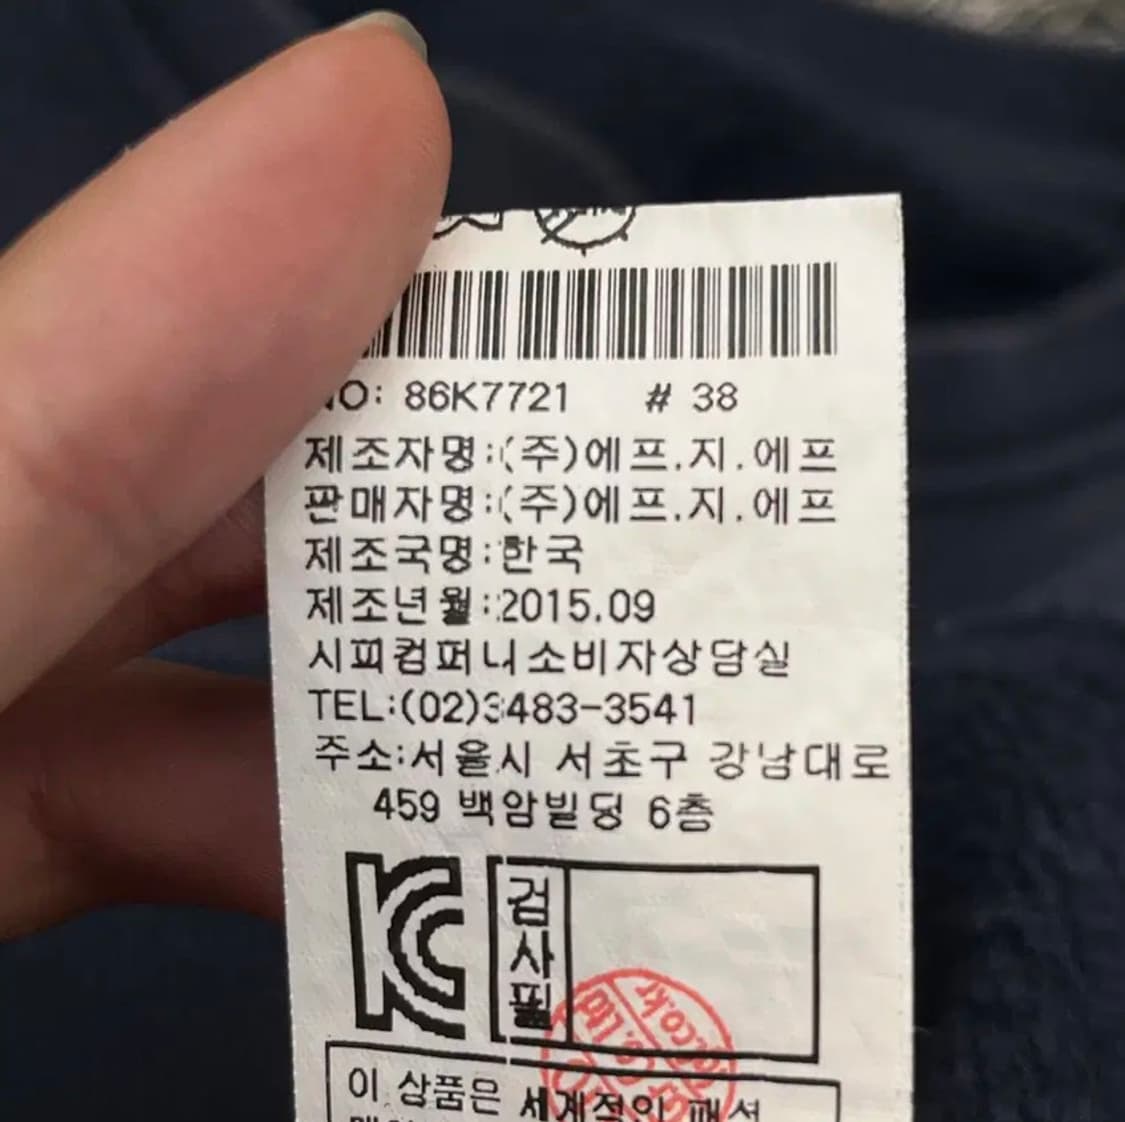 NO: 86K7721 # 38
제조자명:(주)에프.지.에프
판매자명:(주)에프.지.에프
제조국명:한국
제조년월:2015.09
시피컴퍼니소비자상담실
TEL:(02)3483-3541
주소:서울시 서초구 강남대로
459 백암빌딩 6층
KC
검사필
이 상품은 세계적인 패션